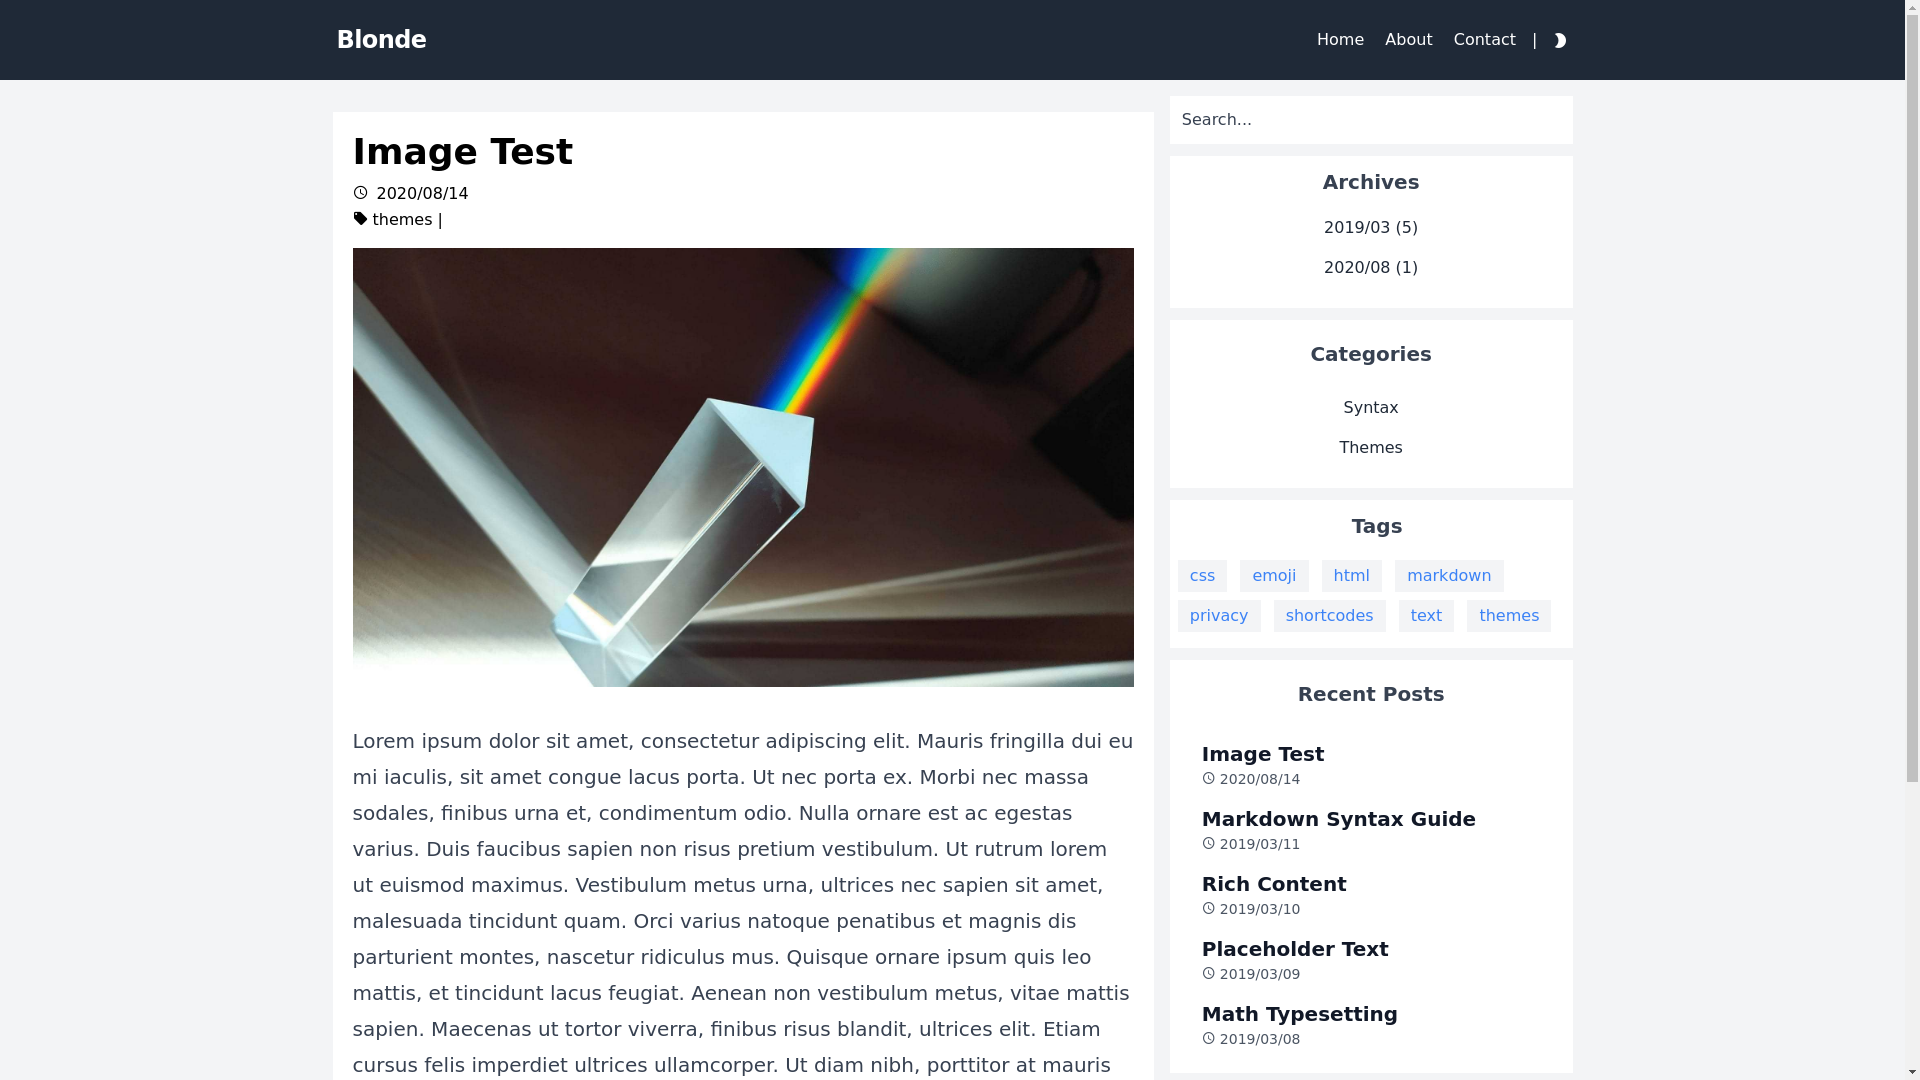 Blonde
Home About Contact |
Image Test
2020/08/14
themes |
Lorem ipsum dolor sit amet, consectetur adipiscing elit. Mauris fringilla dui eu
mi iaculis, sit amet congue lacus porta. Ut nec porta ex. Morbi nec massa
sodales, finibus urna et, condimentum odio. Nulla ornare est ac egestas
varius. Duis faucibus sapien non risus pretium vestibulum. Ut rutrum lorem
ut euismod maximus. Vestibulum metus urna, ultrices nec sapien sit amet,
malesuada tincidunt quam. Orci varius natoque penatibus et magnis dis
parturient montes, nascetur ridiculus mus. Quisque ornare ipsum quis leo
mattis, et tincidunt lacus feugiat. Aenean non vestibulum metus, vitae mattis
sapien. Maecenas ut tortor viverra, finibus risus blandit, ultrices elit. Etiam
cursus felis imperdiet ultrices ullamcorper. Ut diam nibh, porttitor at mauris
Search...
Archives
2019/03 (5)
2020/08 (1)
Categories
Syntax
Themes
Tags
css emoji html markdown
privacy shortcodes text themes
Recent Posts
Image Test
2020/08/14
Markdown Syntax Guide
2019/03/11
Rich Content
2019/03/10
Placeholder Text
2019/03/09
Math Typesetting
2019/03/08